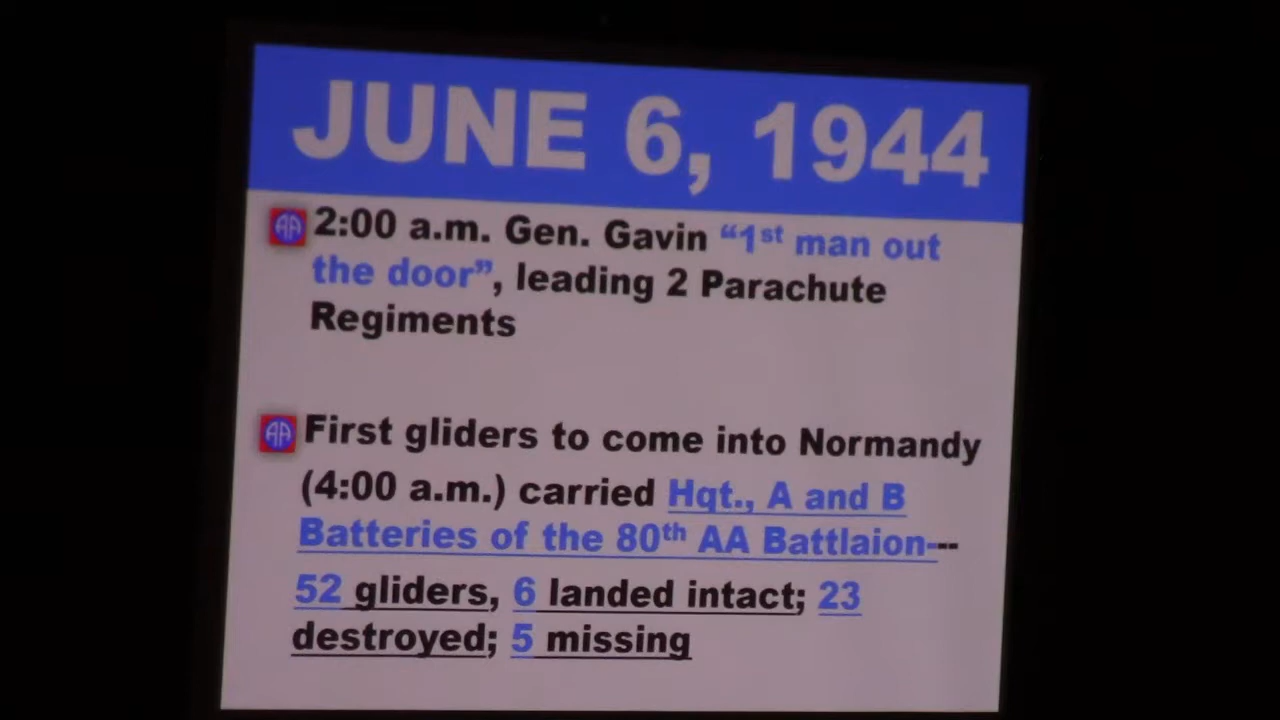 JUNE 6, 1944
AA 2:00 a.m. Gen. Gavin “1st man out
the door”, leading 2 Parachute
Regiments
AA First gliders to come into Normandy
(4:00 a.m.) carried Hqt., A and B
Batteries of the 80th AA Battlaion---
52 gliders, 6 landed intact; 23
destroyed; 5 missing